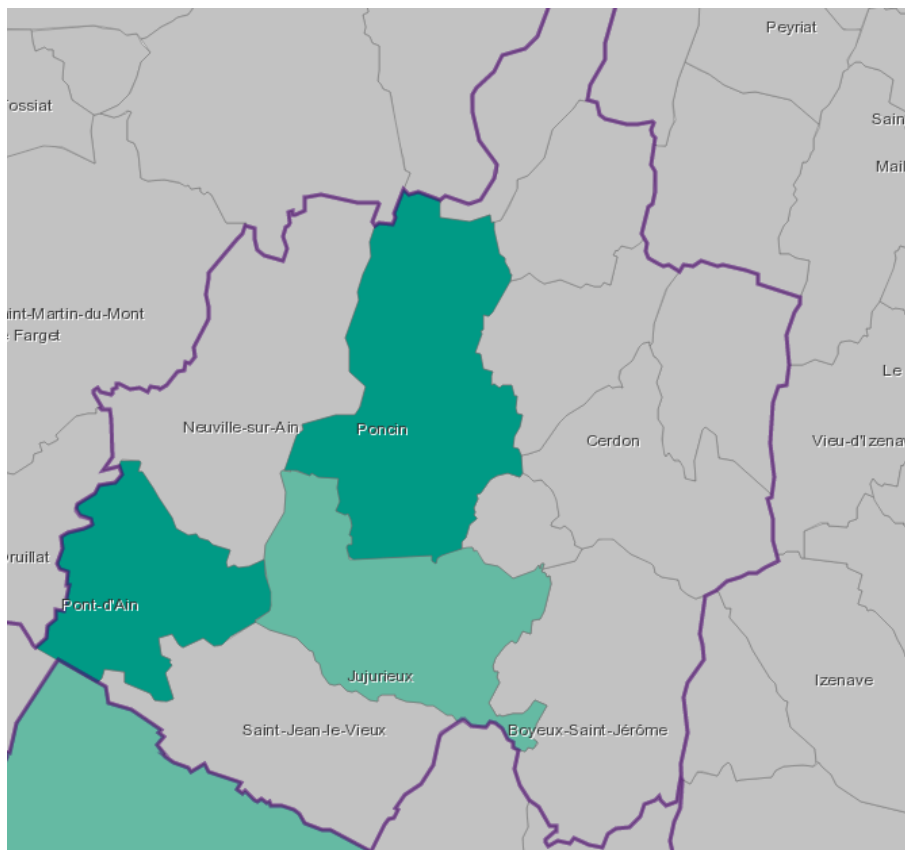 Peyriat
ossiat
Sain
Mail
aint-Martin-du-Mont
Farget
Le
Neuville-sur-Ain
Poncin
Cerdon
Vieu-d'Izenav
ruillat
Pont-d'Ain
Jujurieux
Izenave
Saint-Jean-le-Vieux
Boyeux-Saint-Jérôme